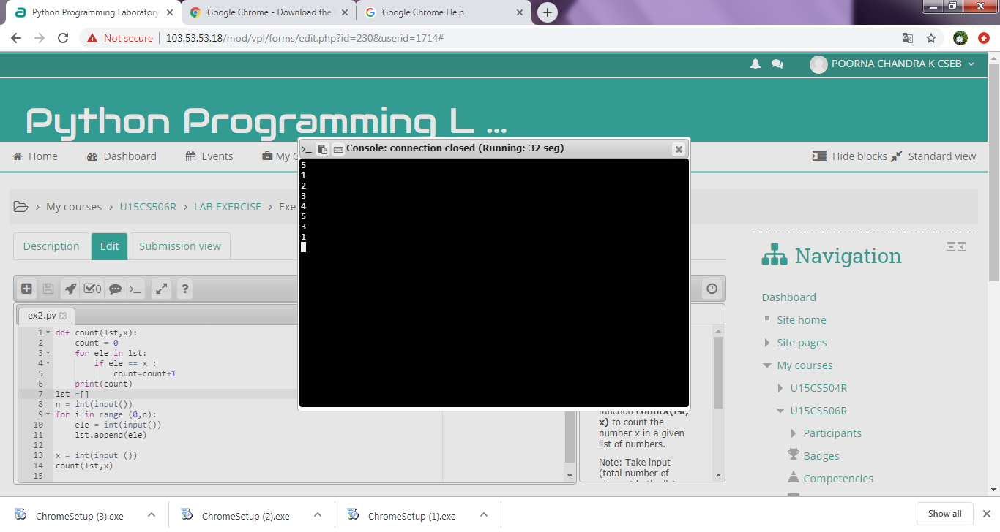 Python Programming Laboratory
Google Chrome - Download the
Google Chrome Help
Not secure
103.53.53.18/mod/vpl/forms/edit.php?id=230&userid=1714#
POORNA CHANDRA K CSEB
Python Programming L ...
Home
Dashboard
Events
My C
Hide blocks
Standard view
Console: connection closed (Running: 32 seg)
5
1
2
3
4
5
3
1
My courses
U15CS506R
LAB EXERCISE
Exe
Description
Edit
Submission view
0
ex2.py
1 def count(lst,x):
2 count = 0
3 for ele in lst:
4 if ele == x :
5 count=count+1
6 print(count)
7 lst =[]
8 n = int(input())
9 for i in range (0,n):
10 ele = int(input())
11 lst.append(ele)
12
13 x = int(input ())
14 count(lst,x)
15
function countX(lst,
x) to count the
number x in a given
list of numbers.
Note: Take input
(total number of
Navigation
Dashboard
Site home
Site pages
My courses
U15CS504R
U15CS506R
Participants
Badges
Competencies
ChromeSetup (3).exe
ChromeSetup (2).exe
ChromeSetup (1).exe
Show all